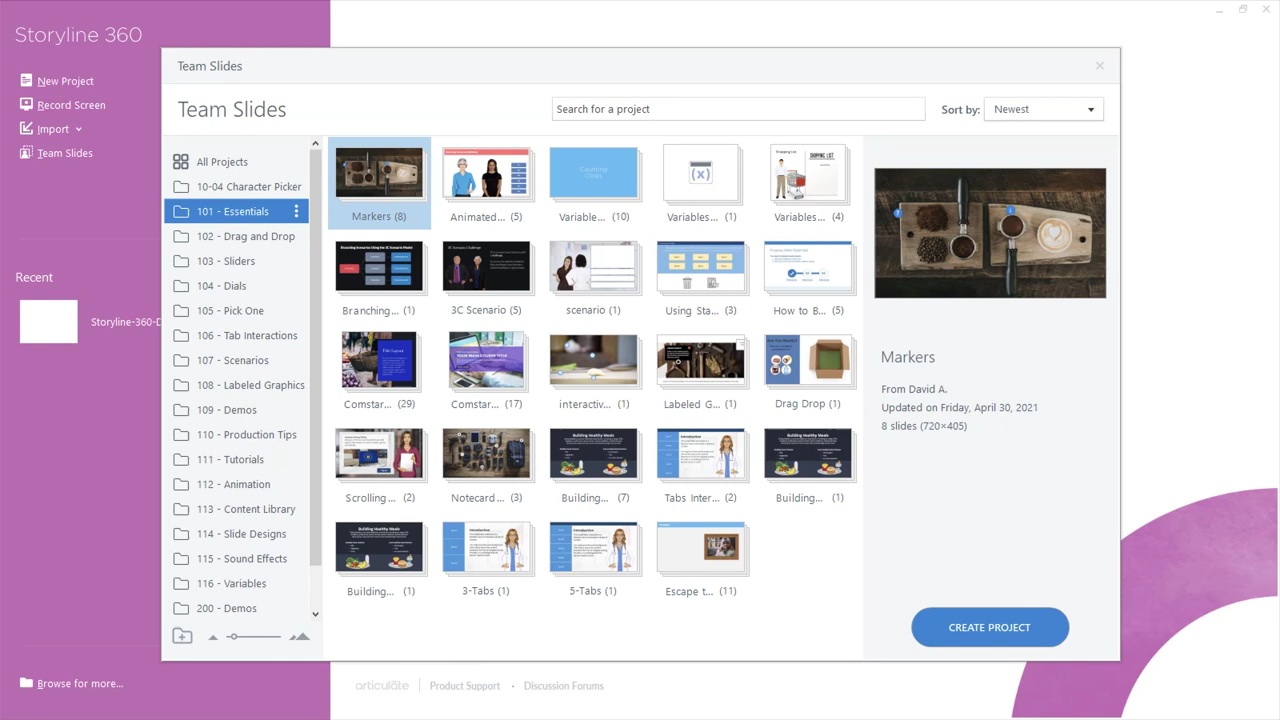 Storyline 360
New Project
Record Screen
Import
Team Slides
Recent
Storyline-360-D
Browse for more...
Team Slides
Team Slides
Search for a project
Sort by: Newest
All Projects
10-04 Character Picker
101 - Essentials
102 - Drag and Drop
103 - Sliders
104 - Dials
105 - Pick One
106 - Tab Interactions
107 - Scenarios
108 - Labeled Graphics
109 - Demos
110 - Production Tips
111 - Tutorials
112 - Animation
113 - Content Library
114 - Slide Designs
115 - Sound Effects
116 - Variables
200 - Demos
Markers (8)
Animated... (5)
Variable... (10)
Variables... (1)
Variables... (4)
Branching... (1)
3C Scenario (5)
scenario (1)
Using Sta... (3)
How to B... (5)
Comstar... (29)
Comstar... (17)
interactiv... (1)
Labeled G... (1)
Drag Drop (1)
Scrolling... (2)
Notecard... (3)
Building... (7)
Tabs Inter... (2)
Building... (1)
Building... (1)
3-Tabs (1)
5-Tabs (1)
Escape t... (11)
Markers
From David A.
Updated on Friday, April 30, 2021
8 slides (720×405)
CREATE PROJECT
articulate
Product Support · Discussion Forums